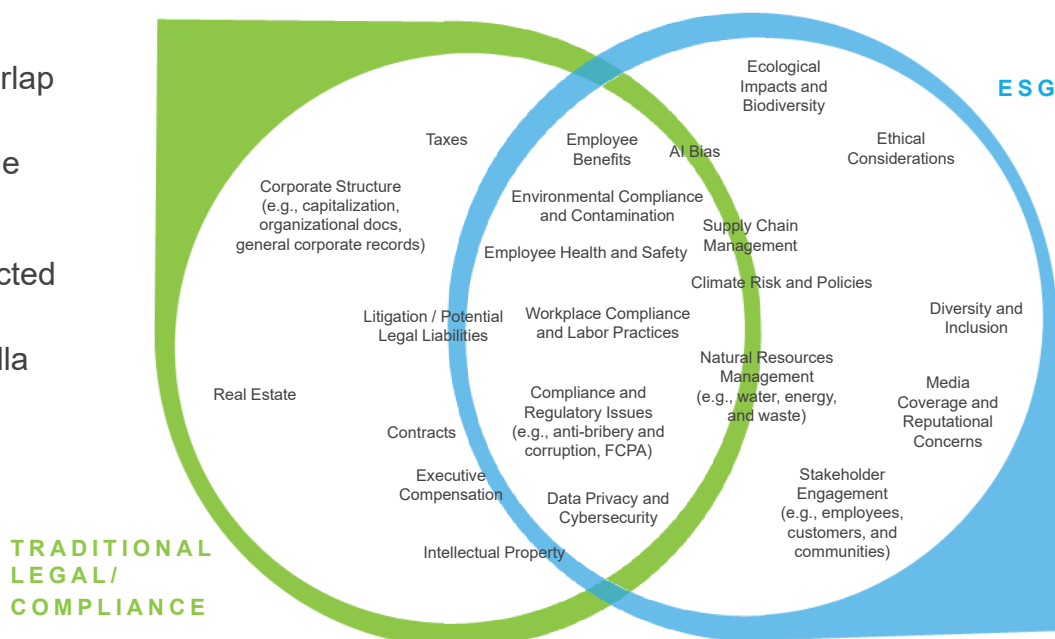 rlap
e
cted
lla
TRADITIONAL
LEGAL/
COMPLIANCE
Taxes
Corporate Structure
(e.g., capitalization,
organizational docs,
general corporate records)
Litigation / Potential
Legal Liabilities
Real Estate
Contracts
Executive
Compensation
Intellectual Property
Employee
Benefits
AI Bias
Environmental Compliance
and Contamination
Employee Health and Safety
Supply Chain
Management
Climate Risk and Policies
Workplace Compliance
and Labor Practices
Natural Resources
Management
(e.g., water, energy,
and waste)
Compliance and
Regulatory Issues
(e.g., anti-bribery and
corruption, FCPA)
Data Privacy and
Cybersecurity
Ecological
Impacts and
Biodiversity
ESG
Ethical
Considerations
Diversity and
Inclusion
Media
Coverage and
Reputational
Concerns
Stakeholder
Engagement
(e.g., employees,
customers, and
communities)